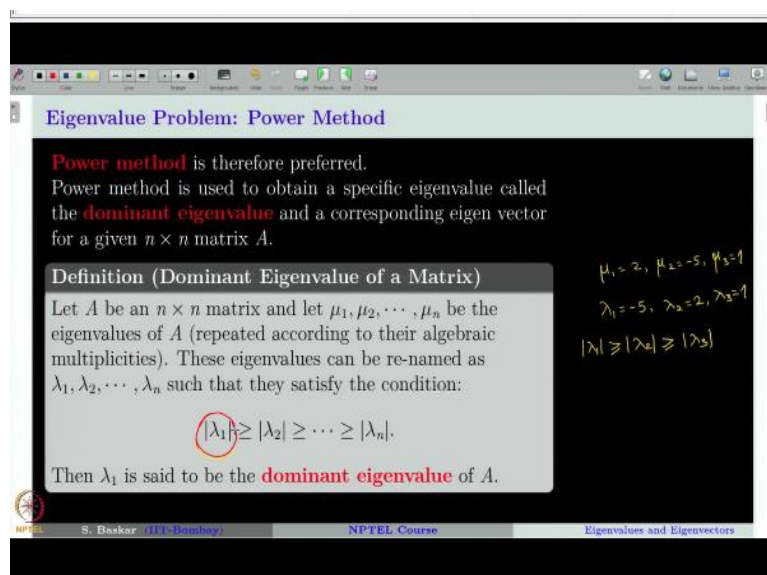 Eigenvalue Problem: Power Method
Power method is therefore preferred.
Power method is used to obtain a specific eigenvalue called
the dominant eigenvalue and a corresponding eigen vector
for a given n × n matrix A.
Definition (Dominant Eigenvalue of a Matrix)
Let A be an n × n matrix and let μ₁, μ₂, ⋯ , μₙ be the
eigenvalues of A (repeated according to their algebraic
multiplicities). These eigenvalues can be re-named as
λ₁, λ₂, ⋯ , λₙ such that they satisfy the condition:
|λ₁| ≥ |λ₂| ≥ ⋯ ≥ |λₙ|.
Then λ₁ is said to be the dominant eigenvalue of A.
μ₁ = 2, μ₂ = -5, μ₃ = 1
λ₁ = -5, λ₂ = 2, λ₃ = 1
|λ₁| ≥ |λ₂| ≥ |λ₃|
NPTEL
S. Baskar (IIT-Bombay)
NPTEL Course
Eigenvalues and Eigenvectors